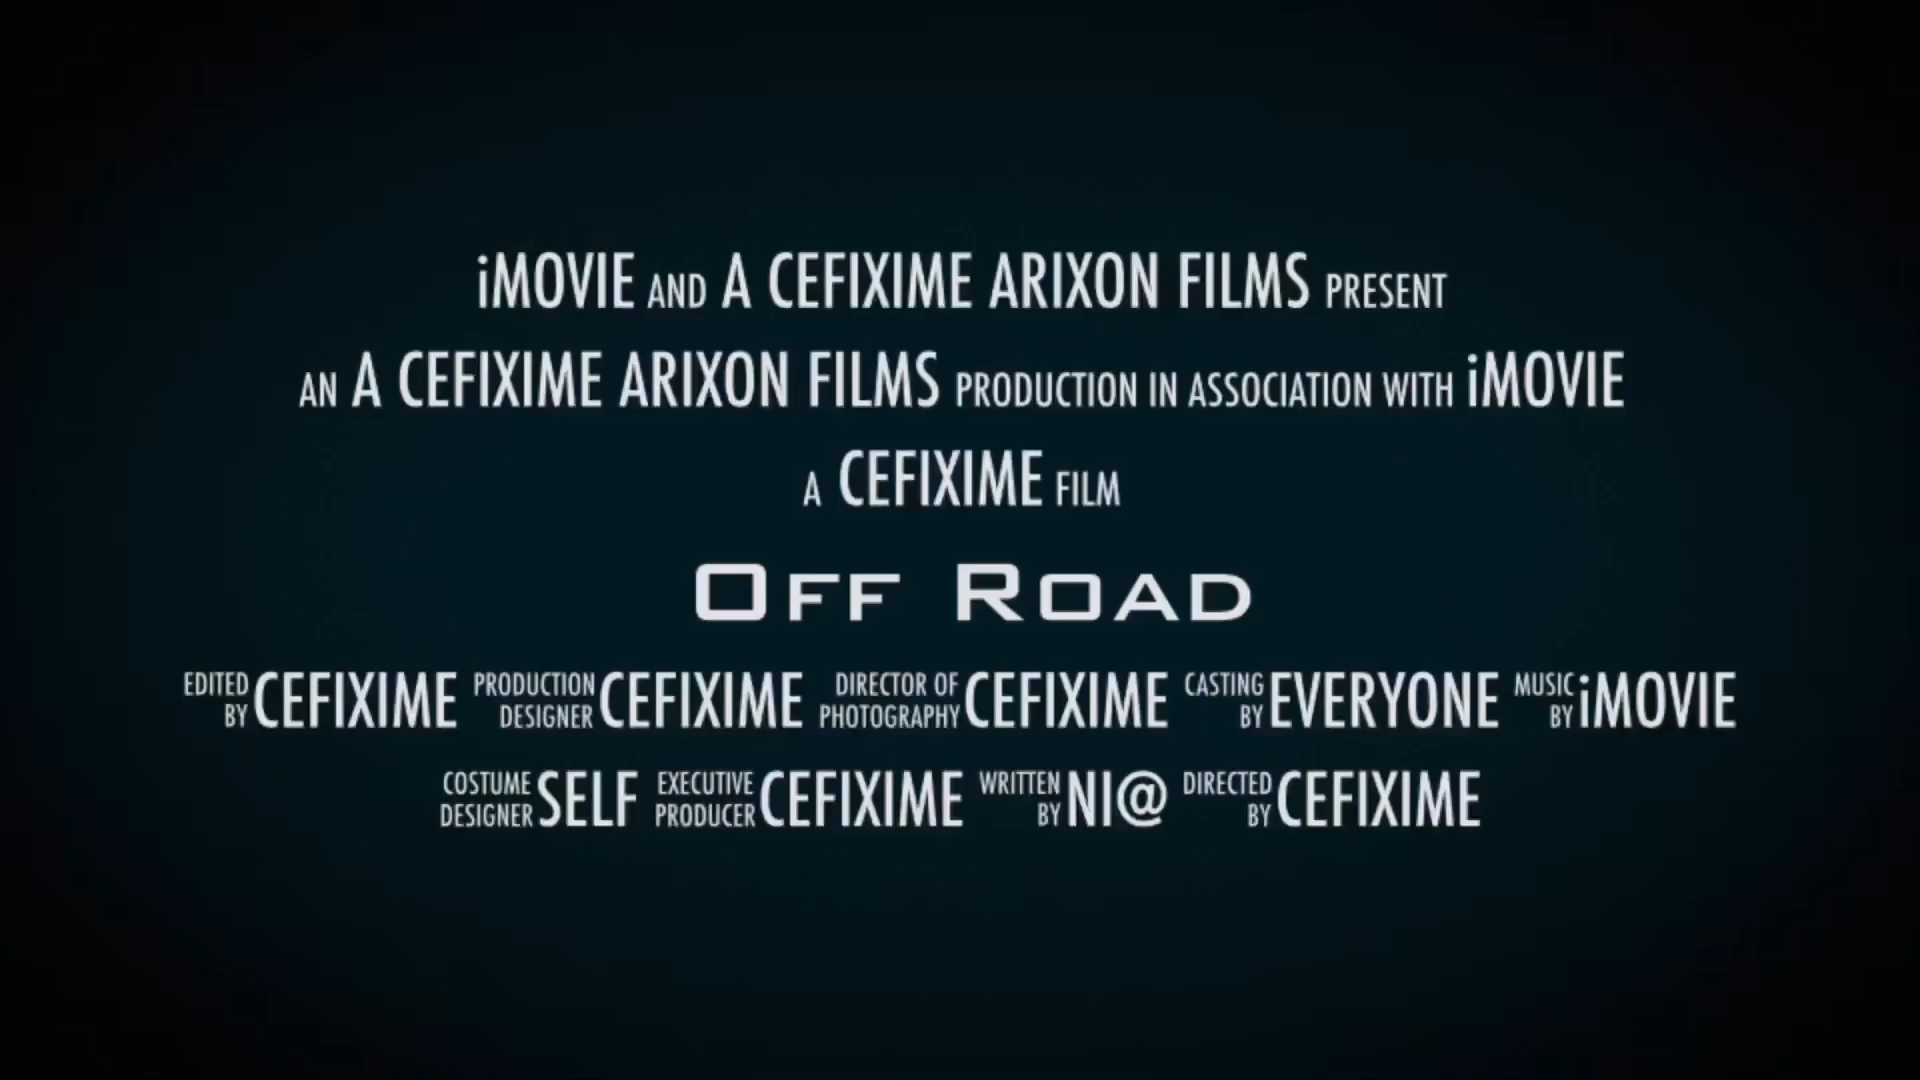 iMOVIE AND A CEFIXIME ARIXON FILMS PRESENT
AN A CEFIXIME ARIXON FILMS PRODUCTION IN ASSOCIATION WITH iMOVIE
A CEFIXIME FILM
OFF ROAD
EDITED BY CEFIXIME PRODUCTION DESIGNER CEFIXIME DIRECTOR OF PHOTOGRAPHY CEFIXIME CASTING BY EVERYONE MUSIC BY iMOVIE
COSTUME DESIGNER SELF EXECUTIVE PRODUCER CEFIXIME WRITTEN BY NI@ DIRECTED BY CEFIXIME